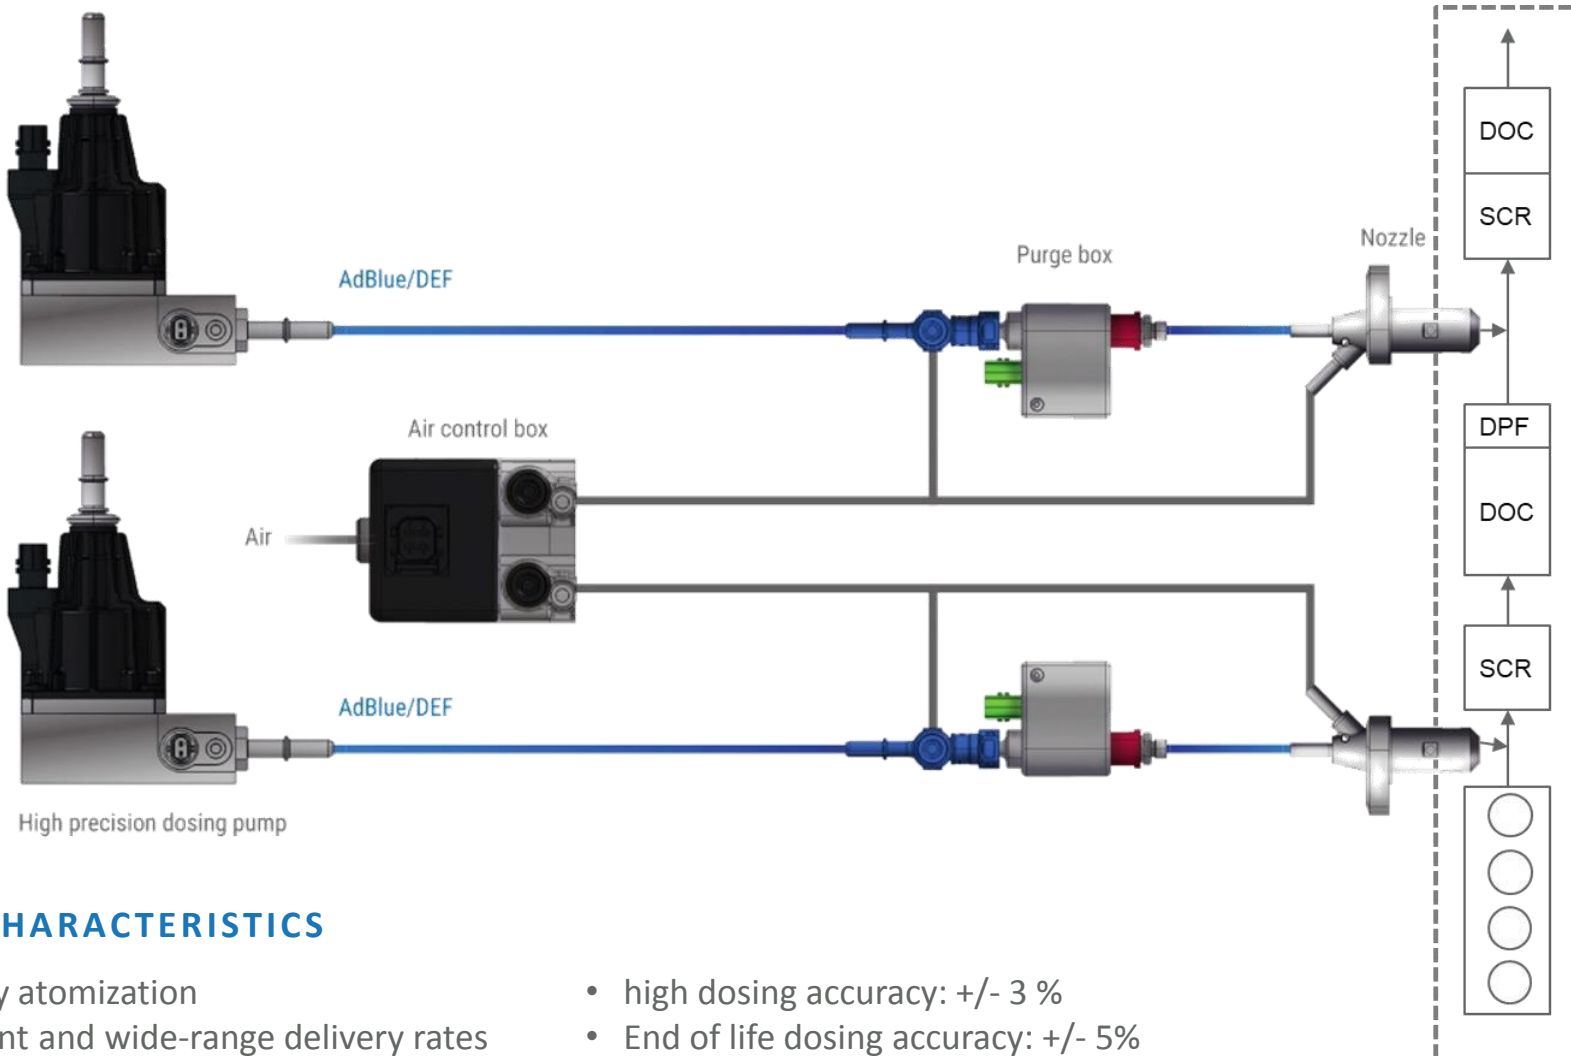 DOC
SCR
Nozzle
Purge box
AdBlue/DEF
DPF
DOC
Air control box
Air
SCR
AdBlue/DEF
High precision dosing pump
HARACTERISTICS
y atomization
nt and wide-range delivery rates
• high dosing accuracy: +/- 3 %
• End of life dosing accuracy: +/- 5%